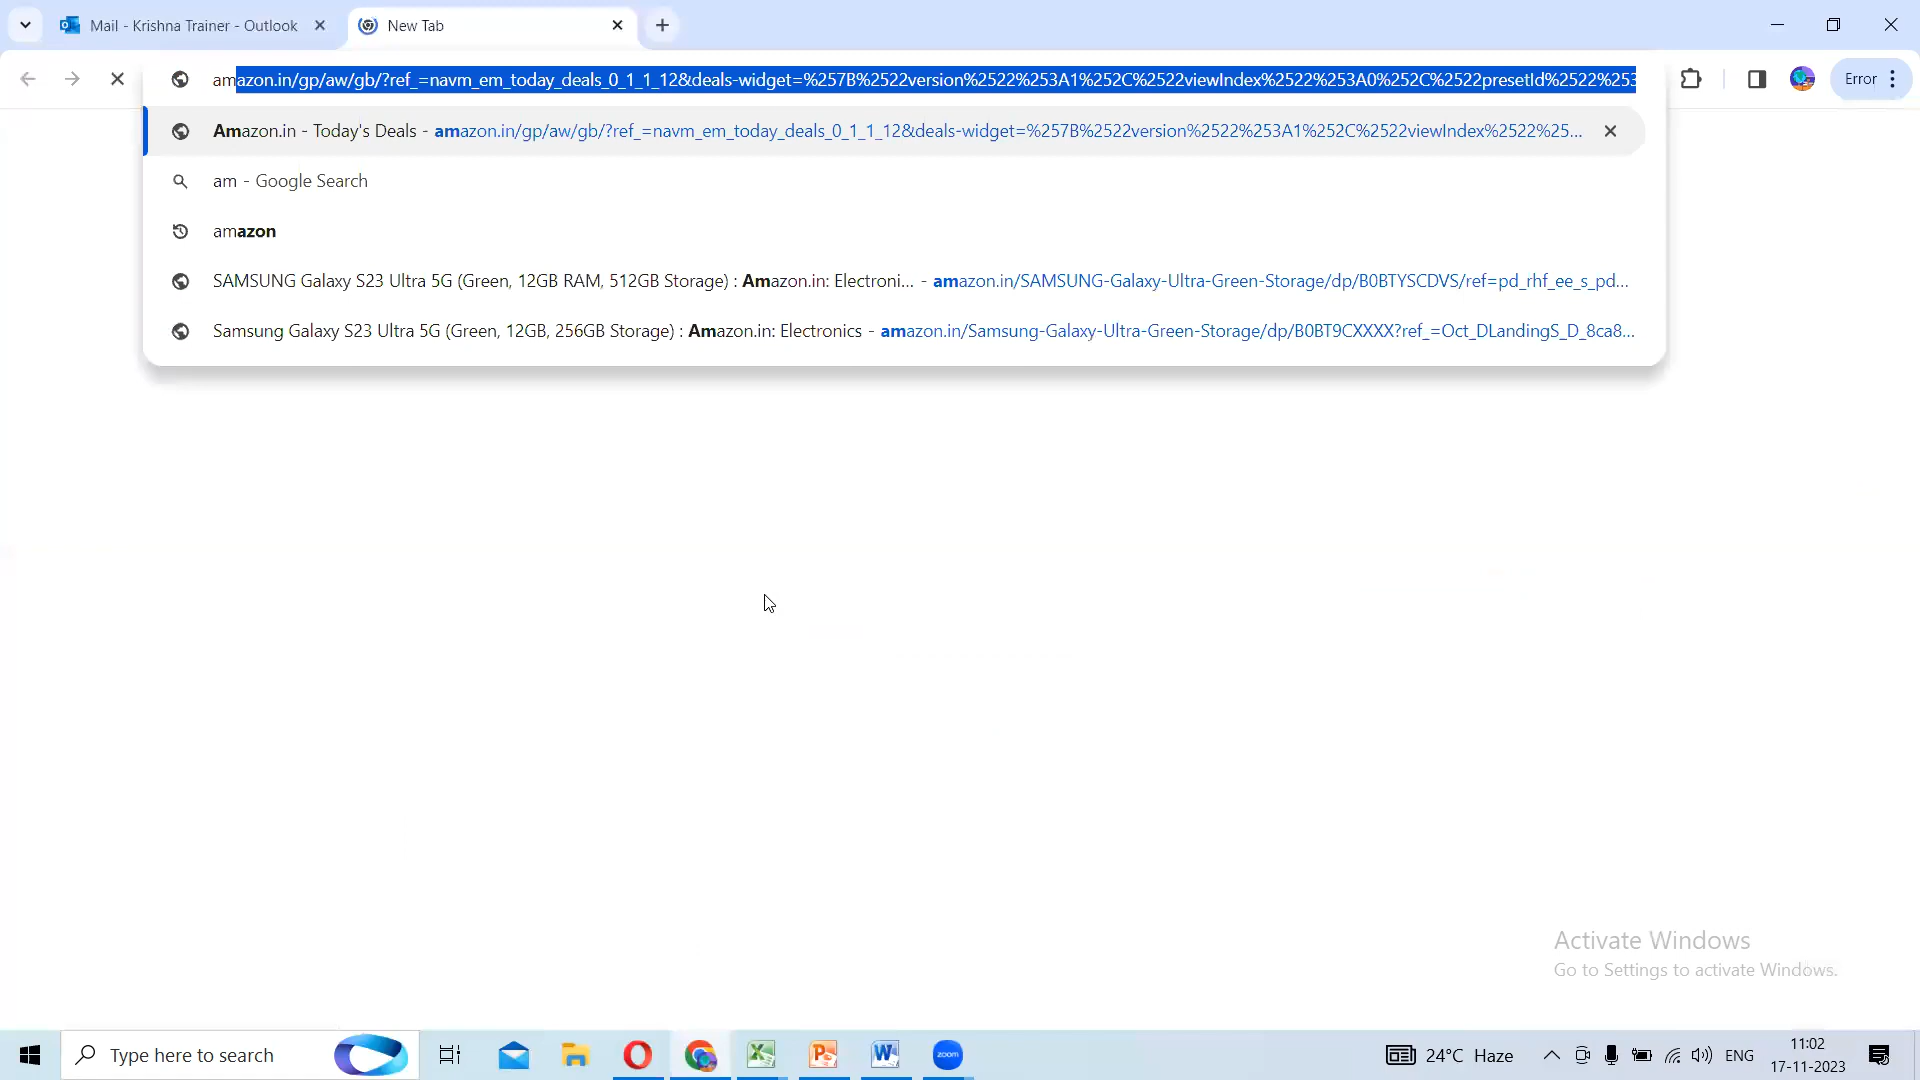 Mail - Krishna Trainer - Outlook
New Tab
amazon.in/gp/aw/gb/?ref_=navm_em_today_deals_0_1_1_12&deals-widget=%257B%2522version%2522%253A1%252C%2522viewIndex%2522%253A0%252C%2522presetId%2522%253
Error
Amazon.in - Today's Deals - amazon.in/gp/aw/gb/?ref_=navm_em_today_deals_0_1_1_12&deals-widget=%257B%2522version%2522%253A1%252C%2522viewIndex%2522%25...
am - Google Search
amazon
SAMSUNG Galaxy S23 Ultra 5G (Green, 12GB RAM, 512GB Storage) : Amazon.in: Electroni... - amazon.in/SAMSUNG-Galaxy-Ultra-Green-Storage/dp/B0BTYSCDVS/ref=pd_rhf_ee_s_pd...
Samsung Galaxy S23 Ultra 5G (Green, 12GB, 256GB Storage) : Amazon.in: Electronics - amazon.in/Samsung-Galaxy-Ultra-Green-Storage/dp/B0BT9CXXXX?ref_=Oct_DLandingS_D_8ca8...
Activate Windows
Go to Settings to activate Windows.
Type here to search
zoom
24°C Haze
ENG
11:02
17-11-2023